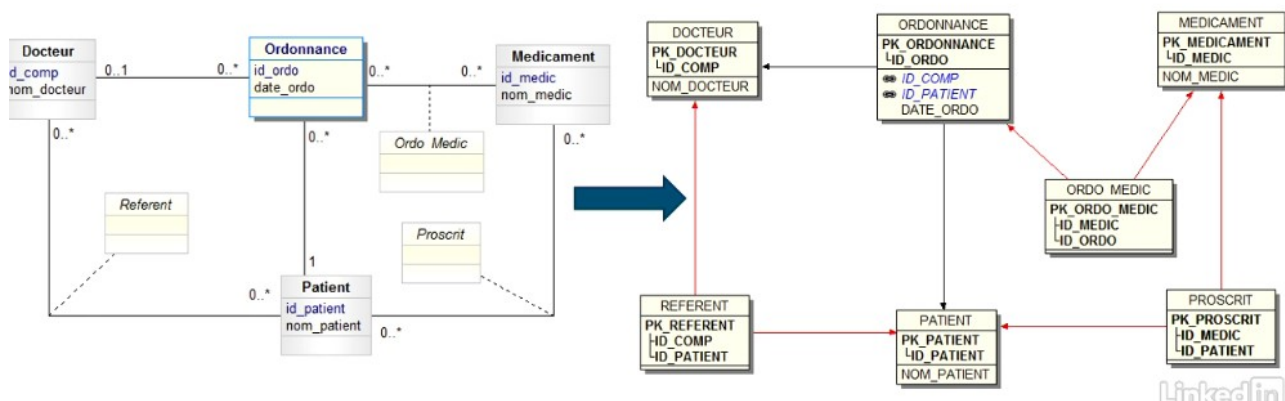 Docteur
id_comp
nom_docteur
0..1
0..*
Ordonnance
id_ordo
date_ordo
0..*
0..*
Medicament
id_medic
nom_medic
0..*
0..*
0..*
Ordo Medic
Referent
Proscrit
1
0..*
Patient
id_patient
nom_patient
0..*
DOCTEUR
PK_DOCTEUR
ID_COMP
NOM_DOCTEUR
ORDONNANCE
PK_ORDONNANCE
ID_ORDO
ID_COMP
ID_PATIENT
DATE_ORDO
MEDICAMENT
PK_MEDICAMENT
ID_MEDIC
NOM_MEDIC
ORDO MEDIC
PK_ORDO_MEDIC
ID_MEDIC
ID_ORDO
REFERENT
PK_REFERENT
ID_COMP
ID_PATIENT
PATIENT
PK_PATIENT
ID_PATIENT
NOM_PATIENT
PROSCRIT
PK_PROSCRIT
ID_MEDIC
ID_PATIENT
Linked in